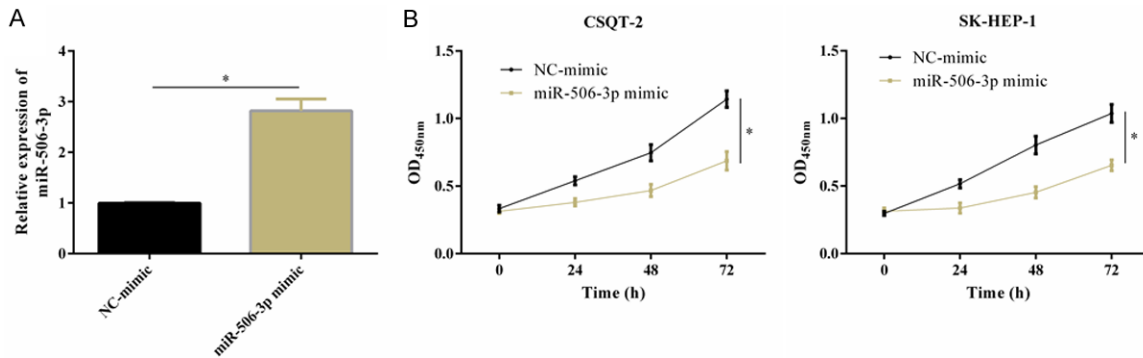 A
Relative expression of
miR-506-3p
4
3
2
1
0
*
NC-mimic
miR-506-3p mimic
B
CSQT-2
OD450nm
1.5
1.0
0.5
0.0
NC-mimic
miR-506-3p mimic
*
0 24 48 72
Time (h)
SK-HEP-1
OD450nm
1.5
1.0
0.5
0.0
NC-mimic
miR-506-3p mimic
*
0 24 48 72
Time (h)